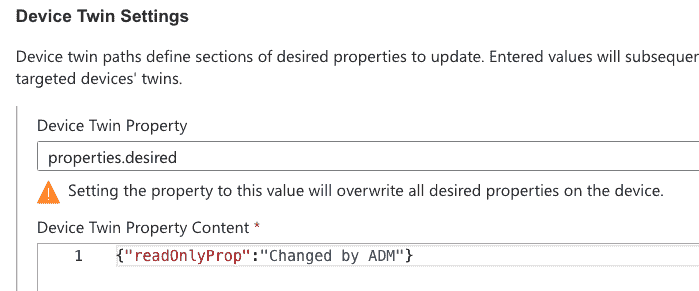 Device Twin Settings
Device twin paths define sections of desired properties to update. Entered values will
targeted devices' twins.
Device Twin Property
properties.desired
Setting the property to this value will overwrite all desired properties on the device.
Device Twin Property Content *
1 {"readOnlyProp":"Changed by ADM"}